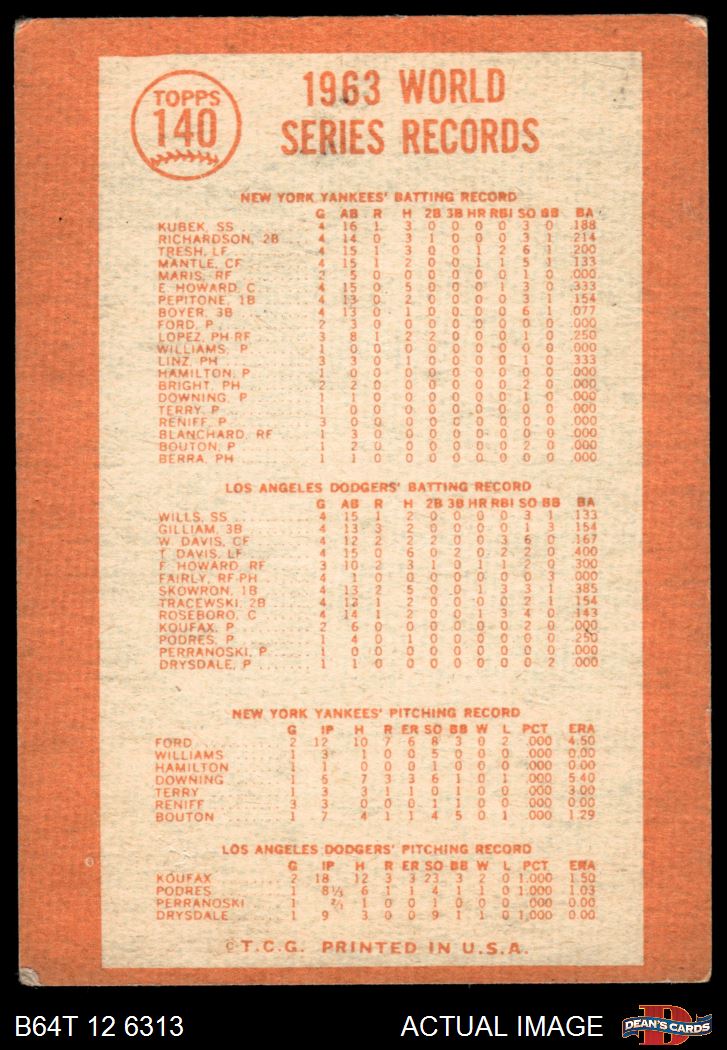 TOPPS
140
1963 WORLD
SERIES RECORDS
NEW YORK YANKEES' BATTING RECORD
G AB R H 2B 3B HR RBI SO BB BA
KUBEK, SS 4 16 1 3 0 0 0 0 3 0 .188
RICHARDSON, 2B 4 14 0 3 1 0 0 0 3 1 .214
TRESH, LF 4 15 1 3 0 0 1 2 6 1 .200
MANTLE, CF 4 15 1 2 0 0 1 1 5 1 .133
MARIS, RF 2 5 0 0 0 0 0 0 1 0 .000
E. HOWARD, C 4 15 0 5 0 0 0 1 3 0 .333
PEPITONE, 1B 4 13 0 2 0 0 0 0 3 1 .154
BOYER, 3B 4 13 0 1 0 0 0 0 6 1 .077
FORD, P 2 3 0 0 0 0 0 0 0 0 .000
LOPEZ, PH-RF 3 8 1 2 2 0 0 0 1 0 .250
WILLIAMS, P 1 0 0 0 0 0 0 0 0 0 .000
LINZ, PH 3 3 0 1 0 0 0 0 1 0 .333
HAMILTON, P 1 0 0 0 0 0 0 0 0 0 .000
BRIGHT, PH 2 2 0 0 0 0 0 0 2 0 .000
DOWNING, P 1 1 0 0 0 0 0 0 1 0 .000
TERRY, P 1 0 0 0 0 0 0 0 0 0 .000
RENIFF, P 3 0 0 0 0 0 0 0 0 0 .000
BLANCHARD, RF 1 3 0 0 0 0 0 0 0 0 .000
BOUTON, P 1 2 0 0 0 0 0 0 2 0 .000
BERRA, PH 1 1 0 0 0 0 0 0 0 0 .000
LOS ANGELES DODGERS' BATTING RECORD
G AB R H 2B 3B HR RBI SO BB BA
WILLS, SS 4 15 1 2 0 0 0 0 3 1 .133
GILLIAM, 3B 4 13 3 2 0 0 0 0 1 3 .154
W. DAVIS, CF 4 12 2 2 2 0 0 3 6 0 .167
T. DAVIS, LF 4 15 0 6 0 2 0 2 2 0 .400
F. HOWARD, RF 3 10 2 3 1 0 1 1 2 0 .300
FAIRLY, RF-PH 4 1 0 0 0 0 0 0 0 3 .000
SKOWRON, 1B 4 13 2 5 0 0 1 3 3 1 .385
TRACEWSKI, 2B 4 13 1 2 0 0 0 0 2 1 .154
ROSEBORO, C 4 14 1 2 0 0 1 3 4 0 .143
KOUFAX, P 2 6 0 0 0 0 0 0 2 0 .000
PODRES, P 1 4 0 1 0 0 0 0 0 0 .250
PERRANOSKI, P 1 0 0 0 0 0 0 0 0 0 .000
DRYSDALE, P 1 1 0 0 0 0 0 0 0 2 .000
NEW YORK YANKEES' PITCHING RECORD
G IP H R ER SO BB W L PCT ERA
FORD 2 12 10 7 6 8 3 0 2 .000 4.50
WILLIAMS 1 3 1 0 0 5 0 0 0 .000 0.00
HAMILTON 1 1 0 0 0 1 0 0 0 .000 0.00
DOWNING 1 5 7 3 3 6 1 0 1 .000 5.40
TERRY 1 3 3 1 1 0 1 0 0 .000 3.00
RENIFF 3 3 0 0 0 1 1 0 0 .000 0.00
BOUTON 1 7 4 1 1 4 5 0 1 .000 1.29
LOS ANGELES DODGERS' PITCHING RECORD
G IP H R ER SO BB W L PCT ERA
KOUFAX 2 18 12 3 3 23 3 2 0 1.000 1.50
PODRES 1 8⅓ 6 1 1 4 1 1 0 1.000 1.03
PERRANOSKI 1 ⅔ 1 0 0 1 0 0 0 .000 0.00
DRYSDALE 1 9 3 0 0 9 1 1 0 1.000 0.00
© T.C.G. PRINTED IN U.S.A.
B64T 12 6313 ACTUAL IMAGE
DEAN'S CARDS